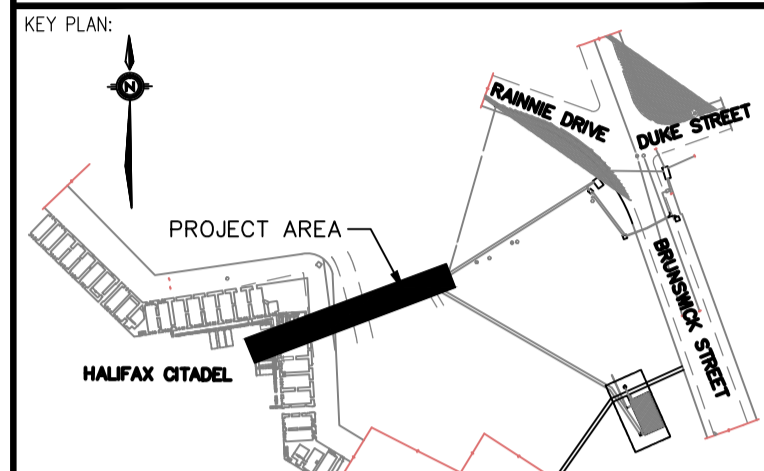 KEY PLAN:
N
RAINNIE DRIVE
DUKE STREET
PROJECT AREA
BRUNSWICK STREET
HALIFAX CITADEL